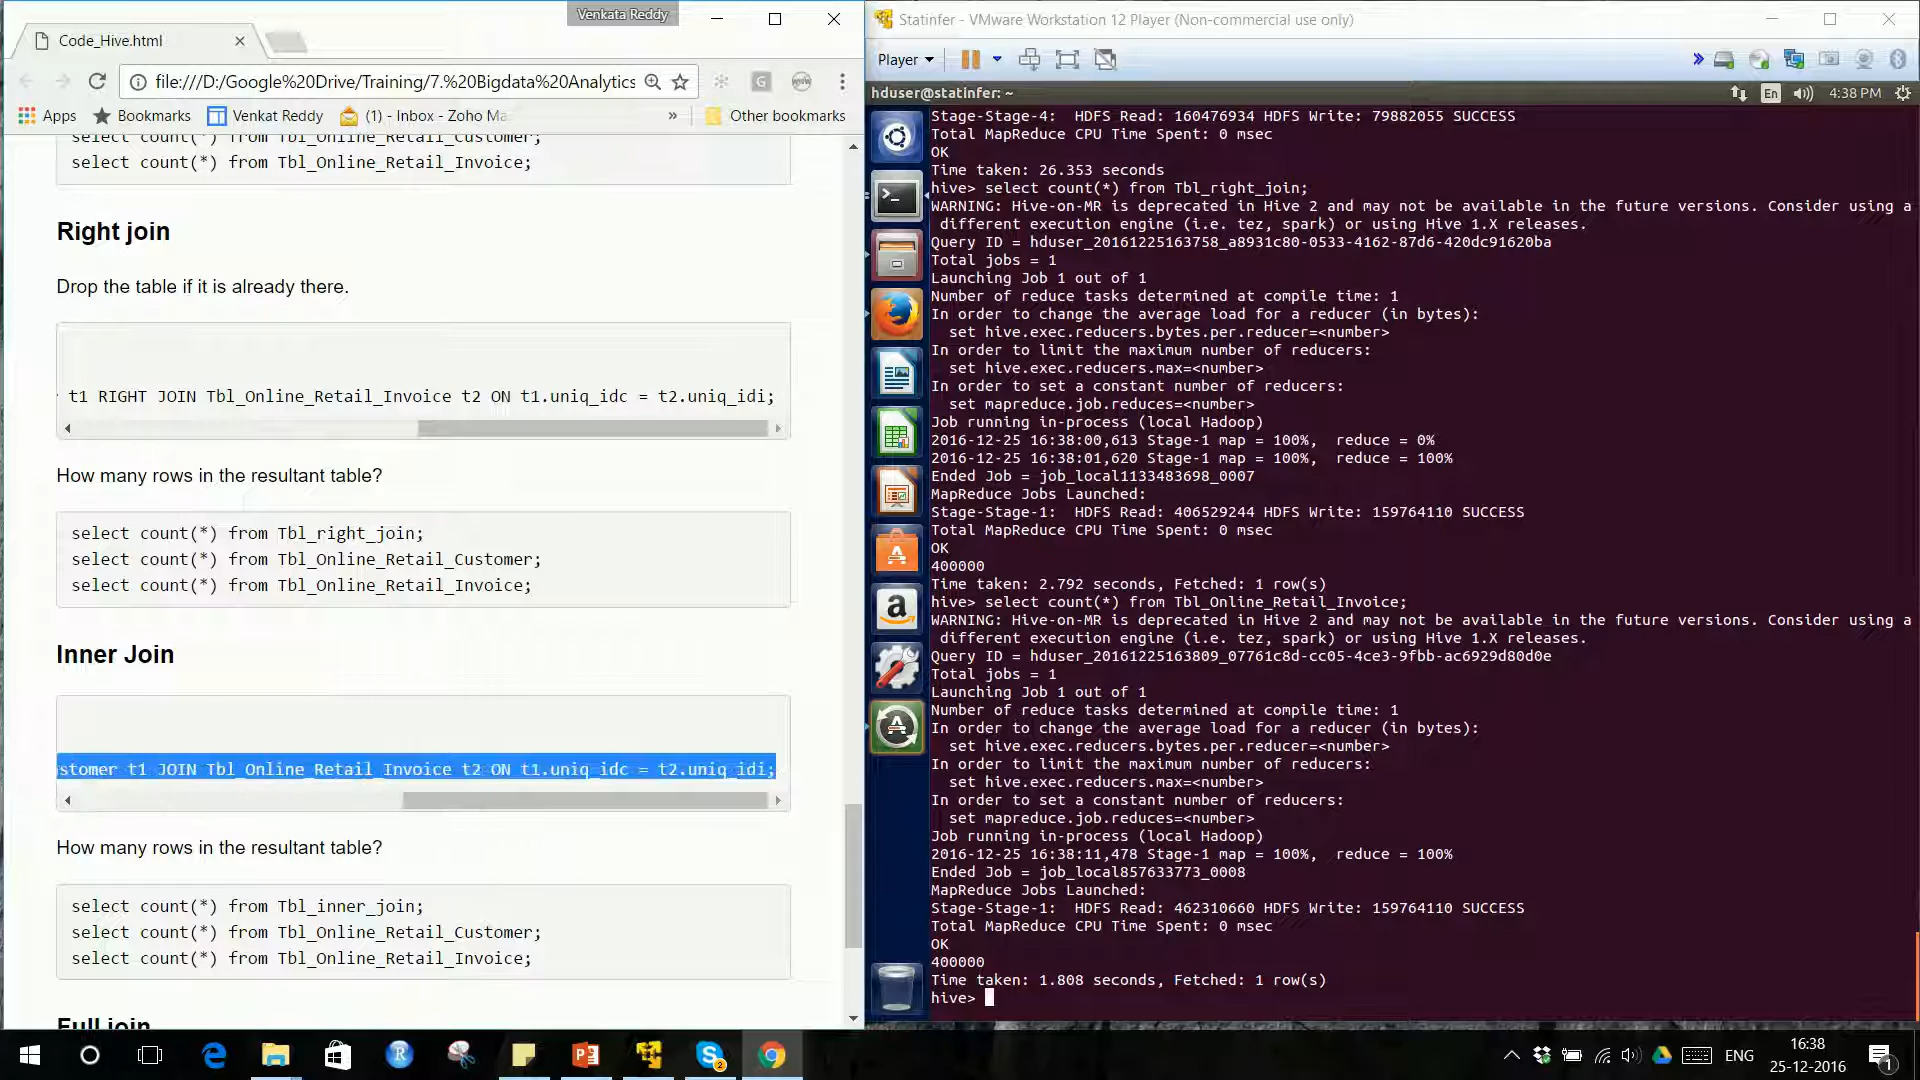 Venkata Reddy
Code_Hive.html
file:///D:/Google%20Drive/Training/7.%20Bigdata%20Analytics
Apps
Bookmarks
Venkat Reddy
(1) - Inbox - Zoho Ma
»
Other bookmarks
select count(*) from Tbl_Online_Retail_Customer;
select count(*) from Tbl_Online_Retail_Invoice;
Right join
Drop the table if it is already there.
t1 RIGHT JOIN Tbl_Online_Retail_Invoice t2 ON t1.uniq_idc = t2.uniq_idi;
How many rows in the resultant table?
select count(*) from Tbl_right_join;
select count(*) from Tbl_Online_Retail_Customer;
select count(*) from Tbl_Online_Retail_Invoice;
Inner Join
stomer t1 JOIN Tbl_Online_Retail_Invoice t2 ON t1.uniq_idc = t2.uniq_idi;
How many rows in the resultant table?
select count(*) from Tbl_inner_join;
select count(*) from Tbl_Online_Retail_Customer;
select count(*) from Tbl_Online_Retail_Invoice;
Full join
Statinfer - VMware Workstation 12 Player (Non-commercial use only)
Player
hduser@statinfer: ~
En
4:38 PM
Stage-Stage-4:  HDFS Read: 160476934 HDFS Write: 79882055 SUCCESS
Total MapReduce CPU Time Spent: 0 msec
OK
Time taken: 26.353 seconds
hive> select count(*) from Tbl_right_join;
WARNING: Hive-on-MR is deprecated in Hive 2 and may not be available in the future versions. Consider using a
different execution engine (i.e. tez, spark) or using Hive 1.X releases.
Query ID = hduser_20161225163758_a8931c80-0533-4162-87d6-420dc91620ba
Total jobs = 1
Launching Job 1 out of 1
Number of reduce tasks determined at compile time: 1
In order to change the average load for a reducer (in bytes):
set hive.exec.reducers.bytes.per.reducer=<number>
In order to limit the maximum number of reducers:
set hive.exec.reducers.max=<number>
In order to set a constant number of reducers:
set mapreduce.job.reduces=<number>
Job running in-process (local Hadoop)
2016-12-25 16:38:00,613 Stage-1 map = 100%,  reduce = 0%
2016-12-25 16:38:01,620 Stage-1 map = 100%,  reduce = 100%
Ended Job = job_local1133483698_0007
MapReduce Jobs Launched:
Stage-Stage-1:  HDFS Read: 406529244 HDFS Write: 159764110 SUCCESS
Total MapReduce CPU Time Spent: 0 msec
OK
400000
Time taken: 2.792 seconds, Fetched: 1 row(s)
hive> select count(*) from Tbl_Online_Retail_Invoice;
WARNING: Hive-on-MR is deprecated in Hive 2 and may not be available in the future versions. Consider using a
different execution engine (i.e. tez, spark) or using Hive 1.X releases.
Query ID = hduser_20161225163809_07761c8d-cc05-4ce3-9fbb-ac6929d80d0e
Total jobs = 1
Launching Job 1 out of 1
Number of reduce tasks determined at compile time: 1
In order to change the average load for a reducer (in bytes):
set hive.exec.reducers.bytes.per.reducer=<number>
In order to limit the maximum number of reducers:
set hive.exec.reducers.max=<number>
In order to set a constant number of reducers:
set mapreduce.job.reduces=<number>
Job running in-process (local Hadoop)
2016-12-25 16:38:11,478 Stage-1 map = 100%,  reduce = 100%
Ended Job = job_local857633773_0008
MapReduce Jobs Launched:
Stage-Stage-1:  HDFS Read: 462310660 HDFS Write: 159764110 SUCCESS
Total MapReduce CPU Time Spent: 0 msec
OK
400000
Time taken: 1.808 seconds, Fetched: 1 row(s)
hive>
ENG
16:38
25-12-2016
1